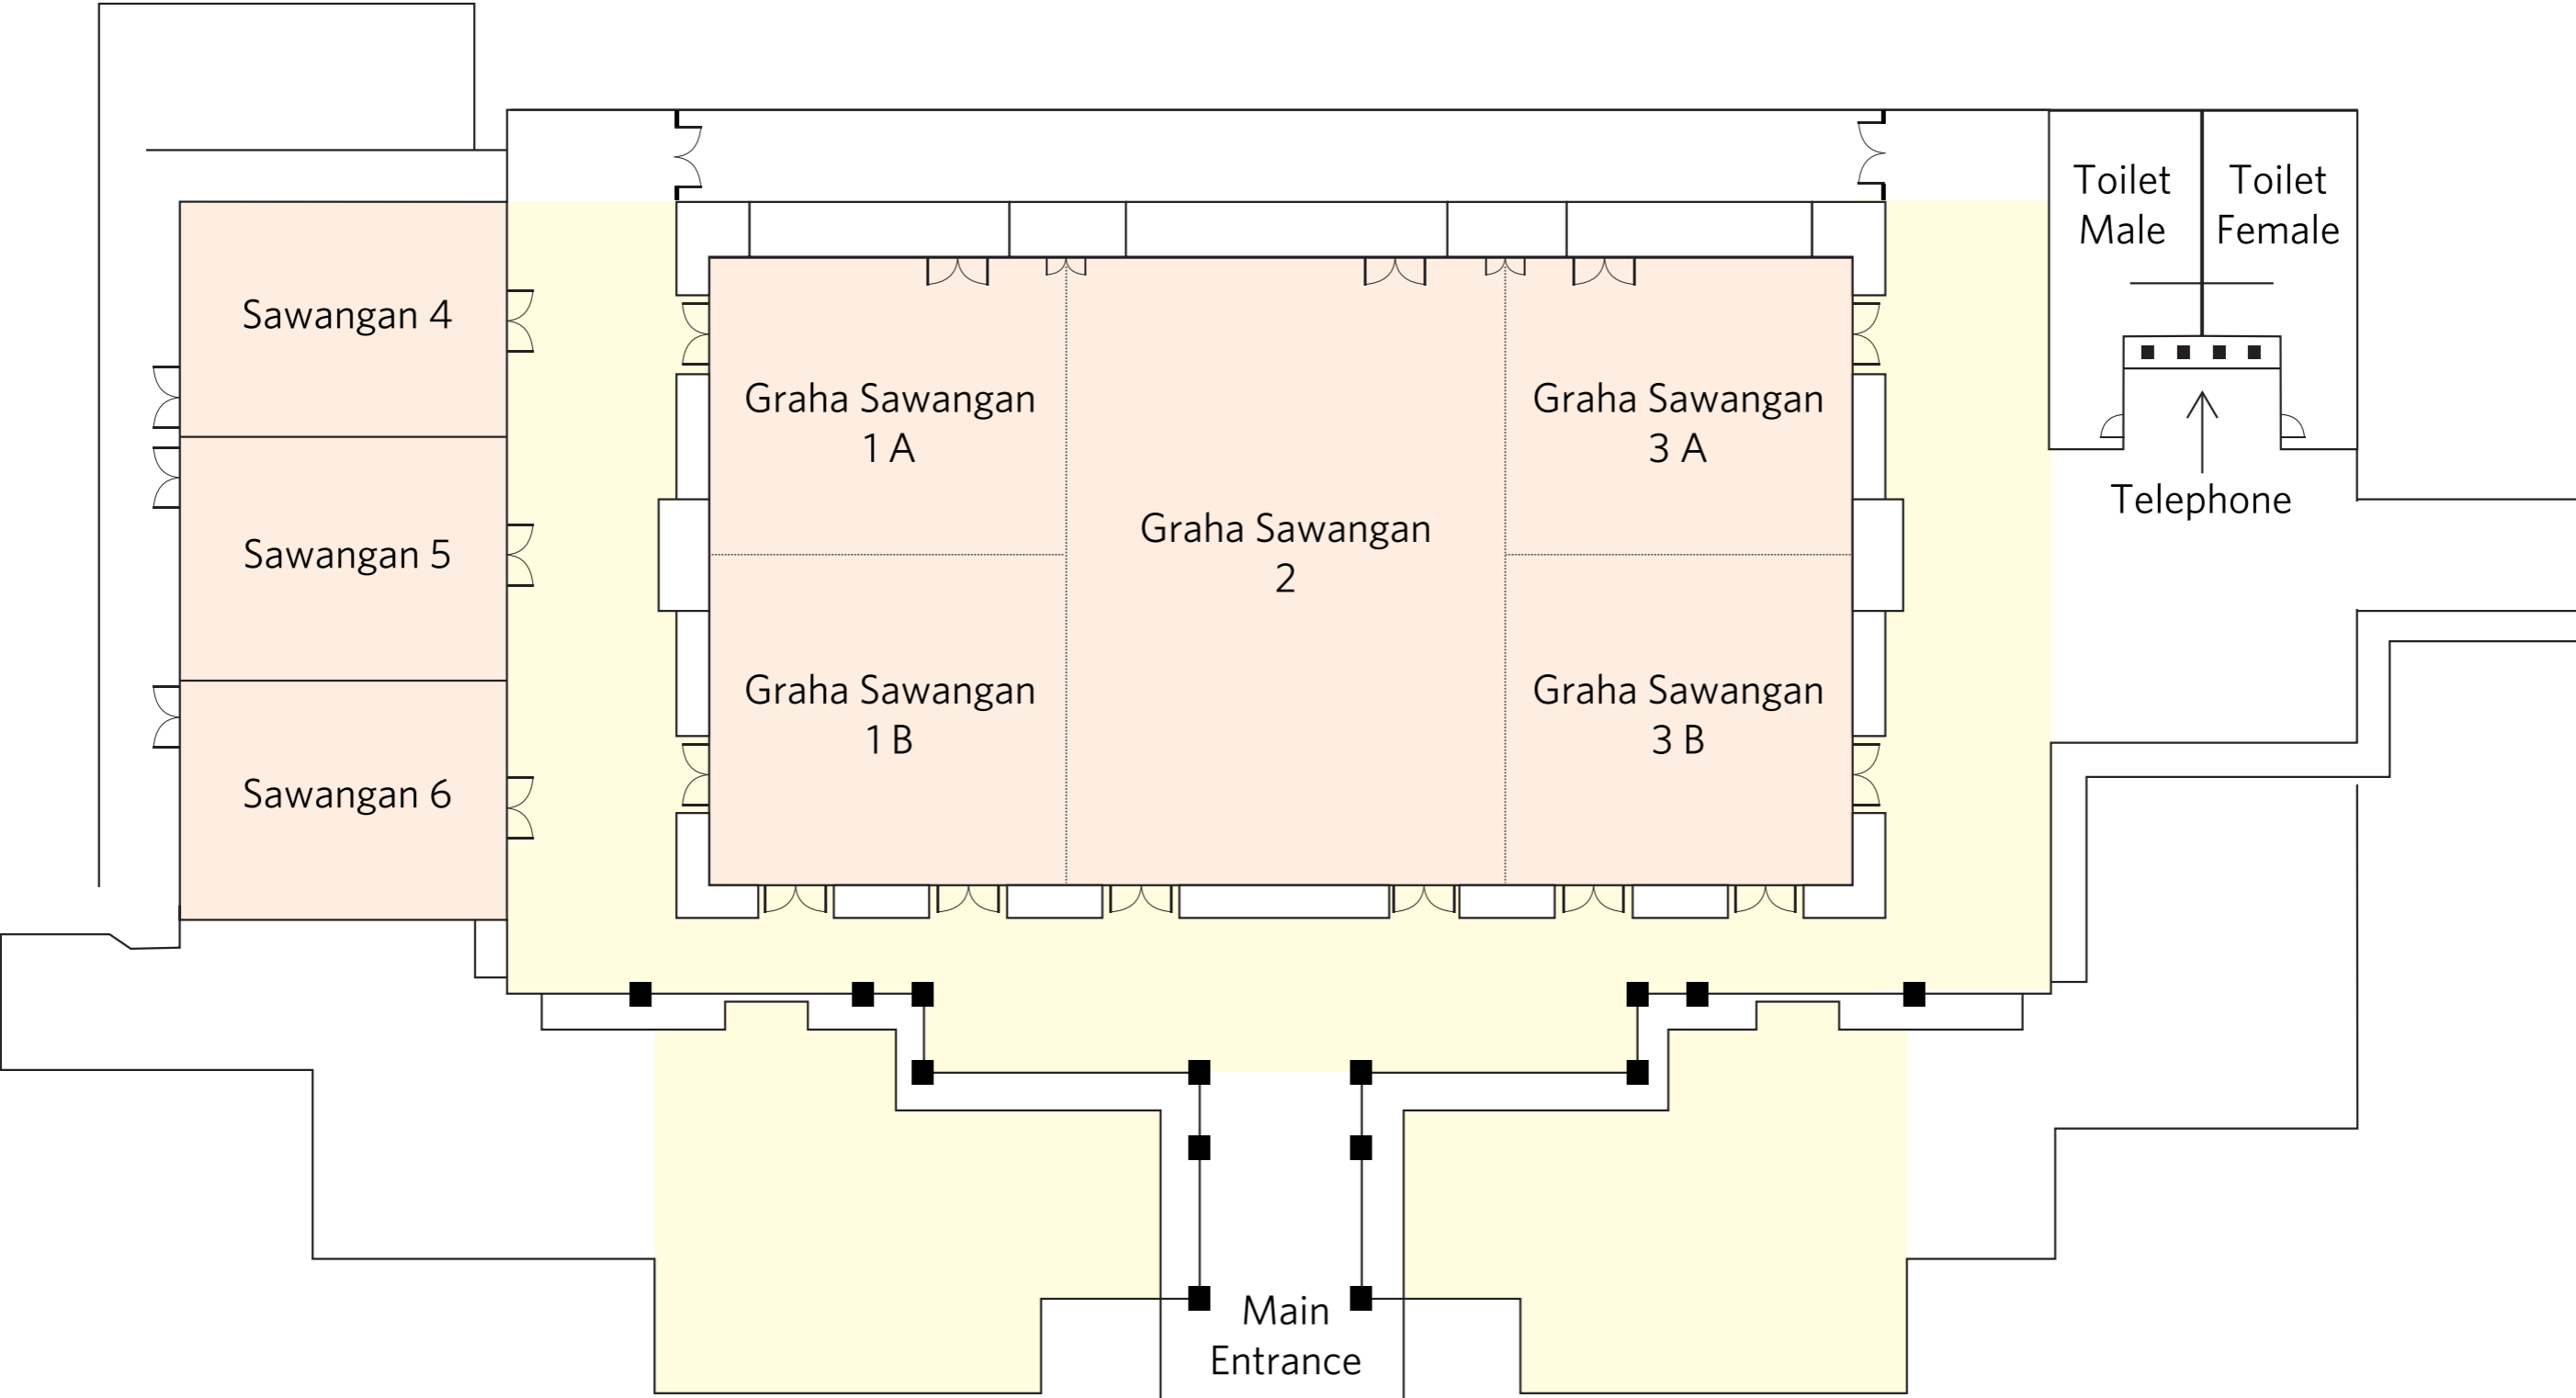 Toilet
Male
Toilet
Female
Sawangan 4
Graha Sawangan
1 A
Graha Sawangan
3 A
Telephone
Graha Sawangan
2
Sawangan 5
Graha Sawangan
1 B
Graha Sawangan
3 B
Sawangan 6
Main
Entrance